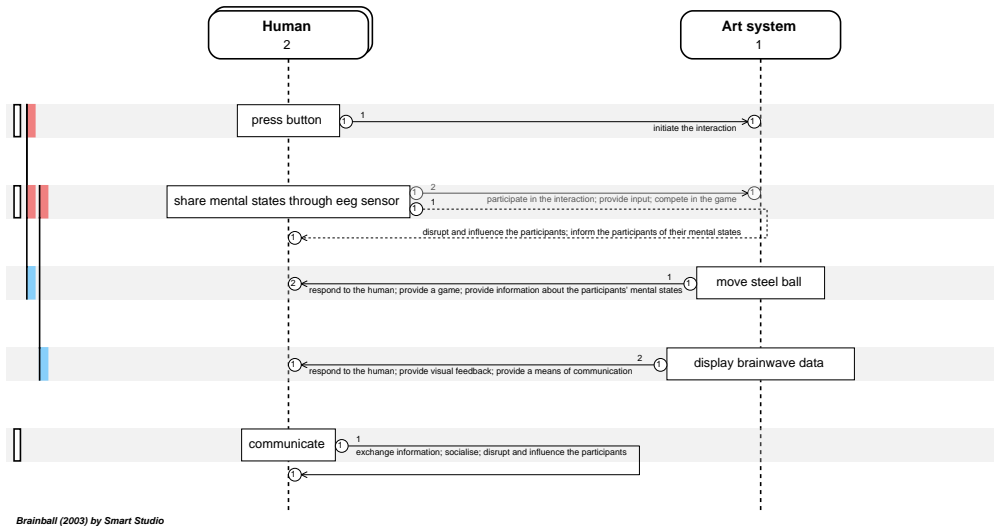 Human
2
Art system
1
press button
1
1
1
initiate the interaction
share mental states through eeg sensor
1
2
1
participate in the interaction; provide input; compete in the game
1
1
disrupt and influence the participants; inform the participants of their mental states
1
2
1
1
move steel ball
respond to the human; provide a game; provide information about the participants' mental states
1
2
1
display brainwave data
respond to the human; provide visual feedback; provide a means of communication
communicate
1
1
exchange information; socialise; disrupt and influence the participants
1
Brainball (2003) by Smart Studio